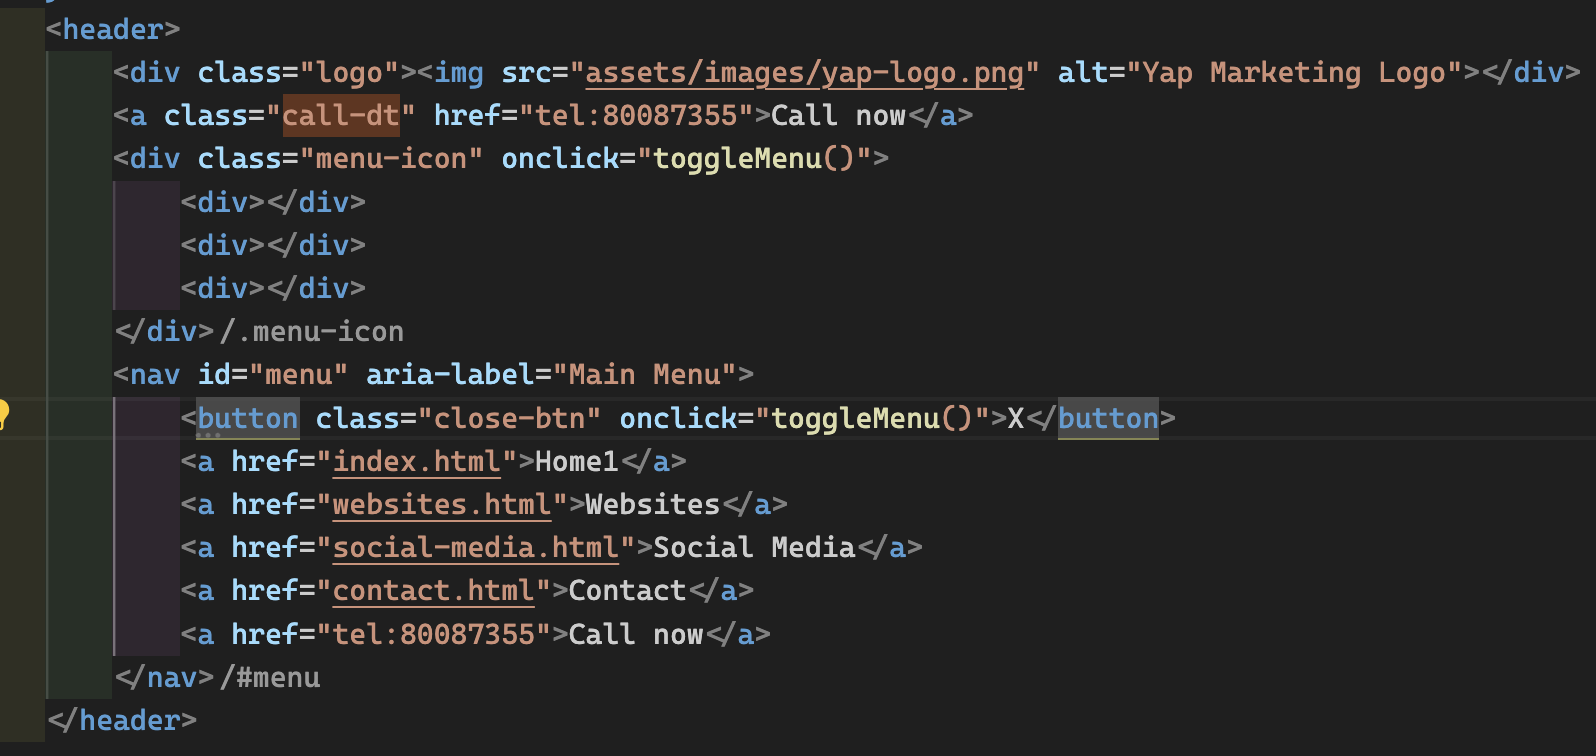 <header>
<div class="logo"><img src="assets/images/yap-logo.png" alt="Yap Marketing Logo"></div>
<a class="call-dt" href="tel:80087355">Call now</a>
<div class="menu-icon" onclick="toggleMenu()">
<div></div>
<div></div>
<div></div>
</div>/.menu-icon
<nav id="menu" aria-label="Main Menu">
<button class="close-btn" onclick="toggleMenu()">X</button>
<a href="index.html">Home1</a>
<a href="websites.html">Websites</a>
<a href="social-media.html">Social Media</a>
<a href="contact.html">Contact</a>
<a href="tel:80087355">Call now</a>
</nav>/#menu
</header>